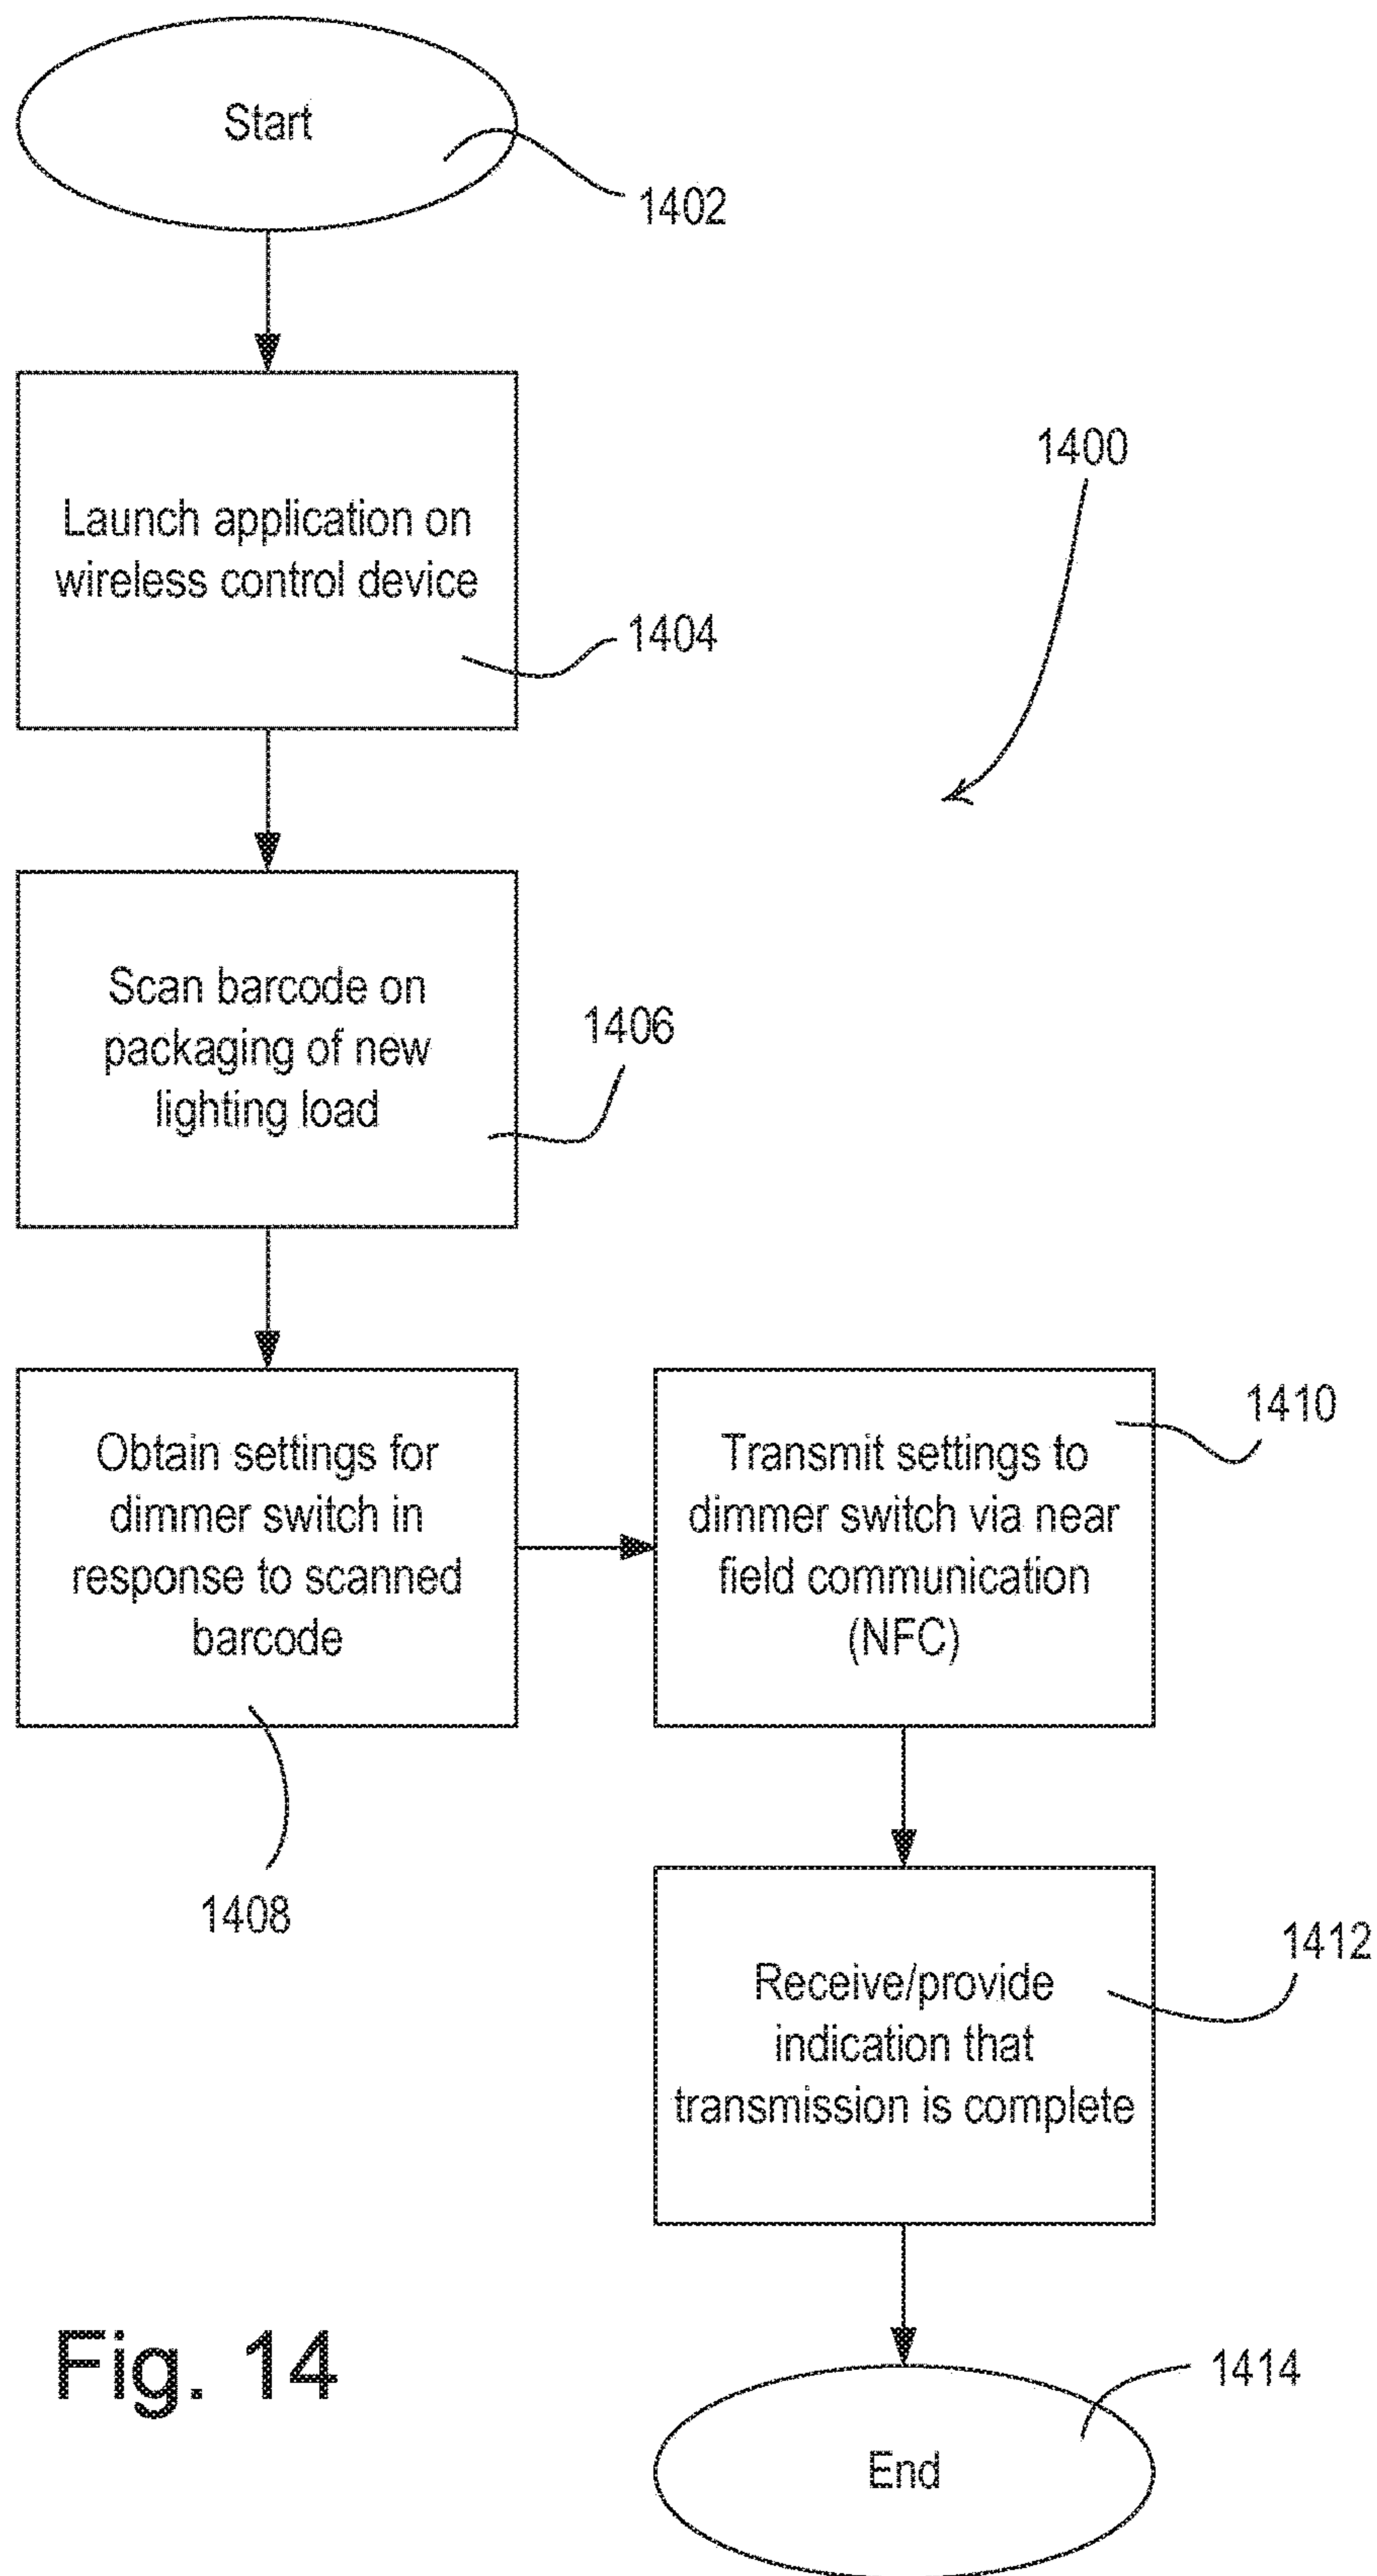 Start
1402
1400
Launch application on
wireless control device
1404
Scan barcode on
packaging of new
lighting load
1406
Obtain settings for
dimmer switch in
response to scanned
barcode
1408
Transmit settings to
dimmer switch via near
field communication
(NFC)
1410
Receive/provide
indication that
transmission is complete
1412
End
1414
Fig. 14